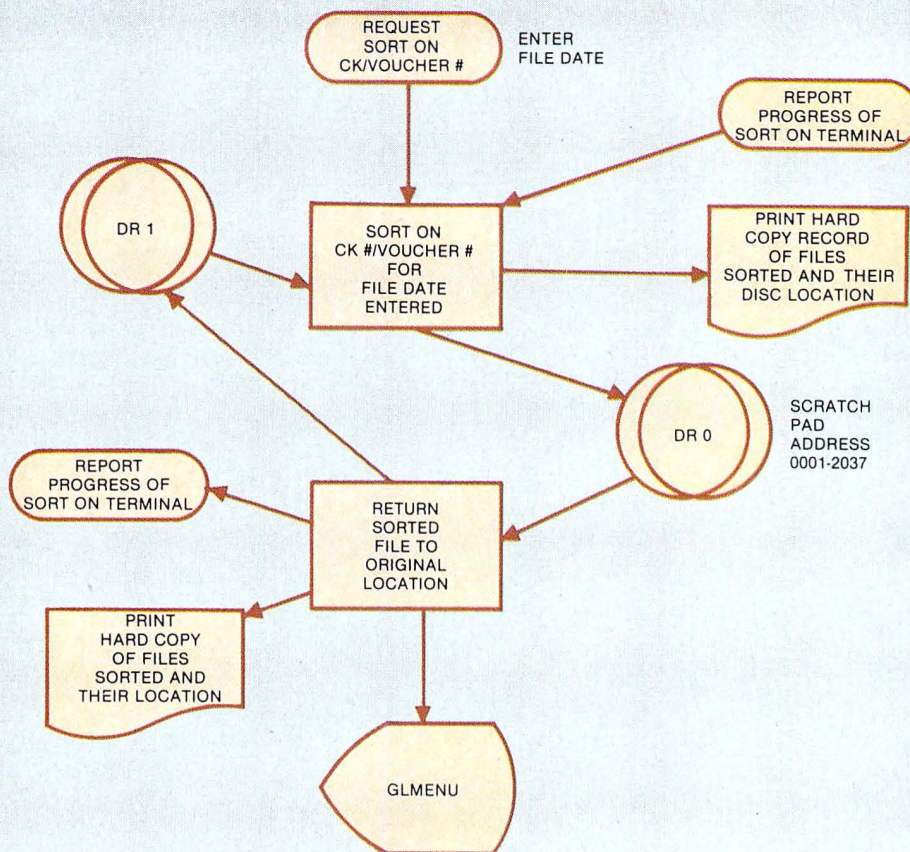 REQUEST
SORT ON
CK/VOUCHER #
ENTER
FILE DATE
REPORT
PROGRESS OF
SORT ON TERMINAL
DR 1
SORT ON
CK #/VOUCHER #
FOR
FILE DATE
ENTERED
PRINT HARD
COPY RECORD
OF FILES
SORTED AND THEIR
DISC LOCATION
DR 0
SCRATCH
PAD
ADDRESS
0001-2037
REPORT
PROGRESS OF
SORT ON TERMINAL
RETURN
SORTED
FILE TO
ORIGINAL
LOCATION
PRINT
HARD COPY
OF FILES
SORTED AND
THEIR LOCATION
GLMENU